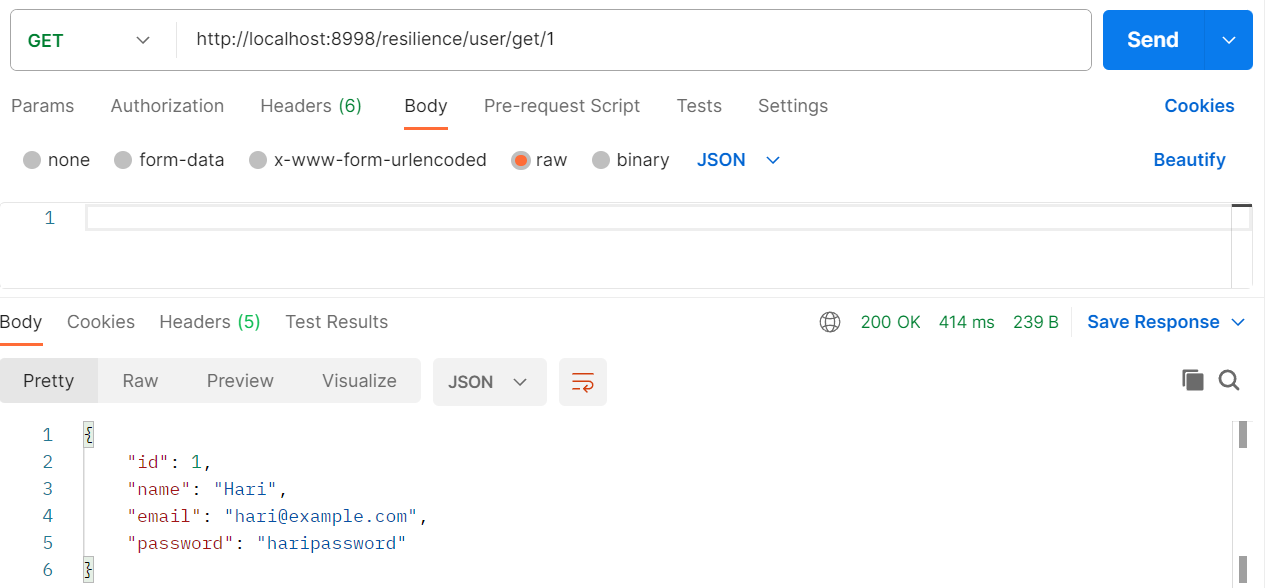 GET http://localhost:8998/resilience/user/get/1 Send
Params Authorization Headers (6) Body Pre-request Script Tests Settings Cookies
none form-data x-www-form-urlencoded raw binary JSON Beautify
1
Body Cookies Headers (5) Test Results 200 OK 414 ms 239 B Save Response
Pretty Raw Preview Visualize JSON
1 {
2 "id": 1,
3 "name": "Hari",
4 "email": "hari@example.com",
5 "password": "haripassword"
6 }